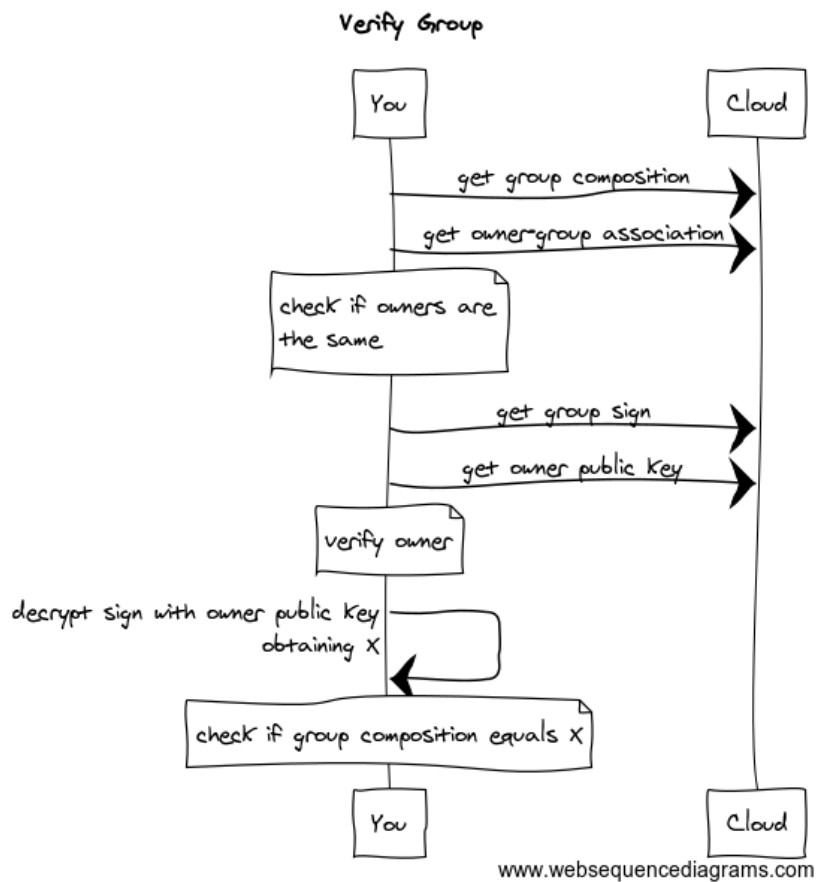 Verify Group
You
Cloud
get group composition
get owner-group association
check if owners are
the same
get group sign
get owner public key
verify owner
decrypt sign with owner public key
obtaining X
check if group composition equals X
You
Cloud
www.websequencediagrams.com